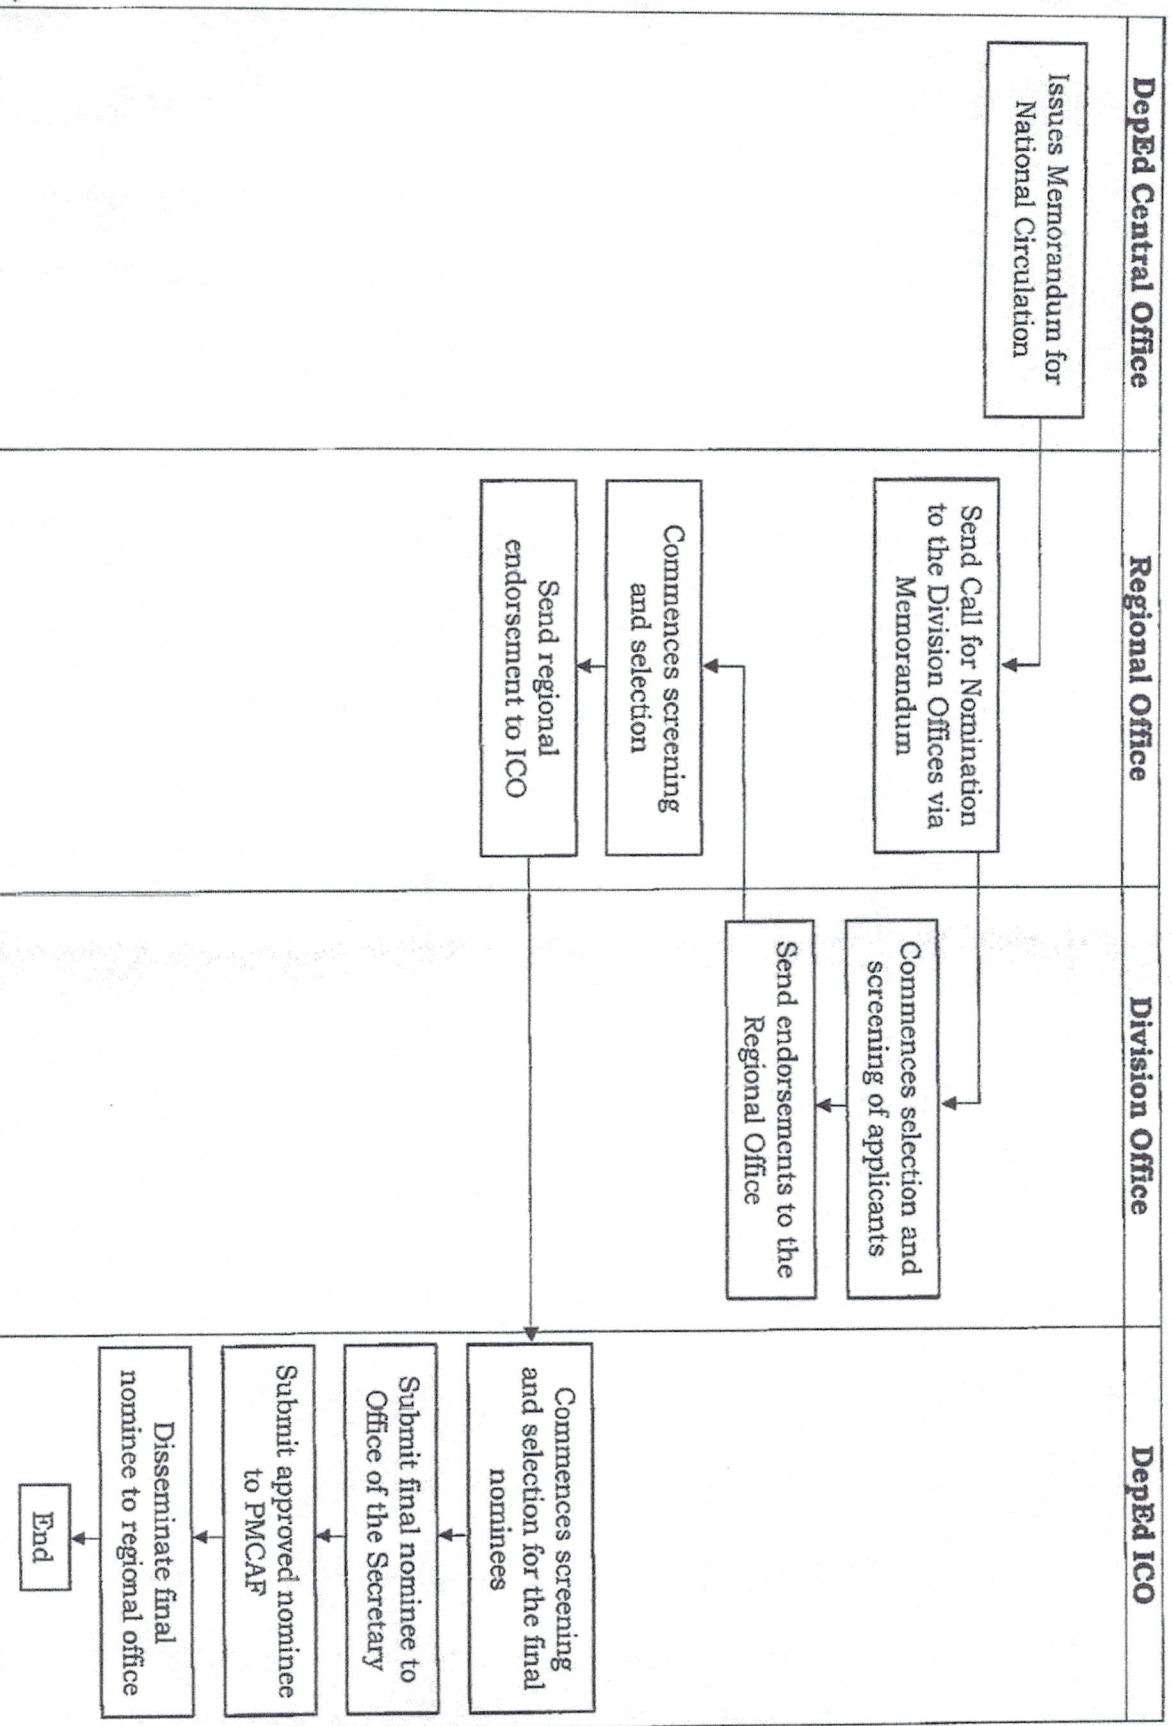 DepEd Central Office
Regional Office
Division Office
DepEd ICO
Issues Memorandum for
National Circulation
Send Call for Nomination
to the Division Offices via
Memorandum
Commences selection and
screening of applicants
Send endorsements to the
Regional Office
Commences screening
and selection
Send regional
endorsement to ICO
Commences screening
and selection for the final
nominees
Submit final nominee to
Office of the Secretary
Submit approved nominee
to PMCAF
Disseminate final
nominee to regional office
End